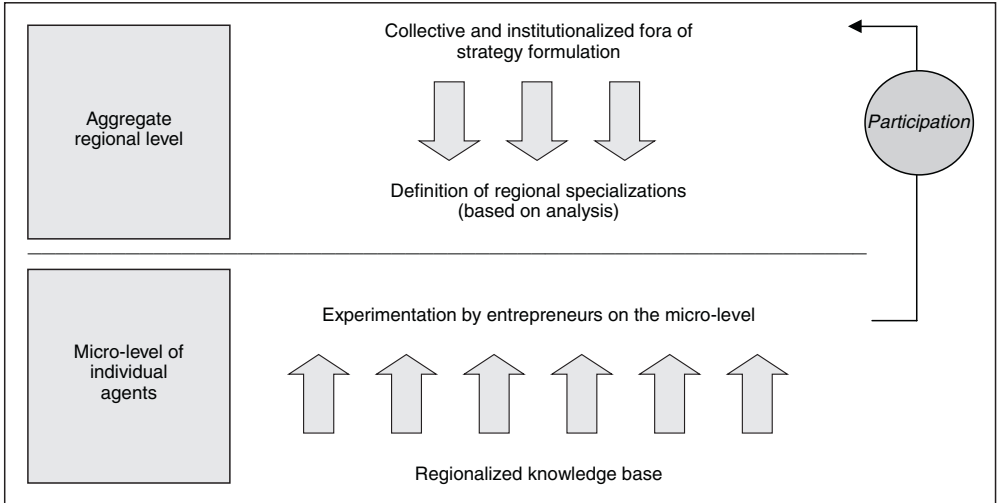 Collective and institutionalized fora of
strategy formulation
Aggregate
regional level
Participation
Definition of regional specializations
(based on analysis)
Experimentation by entrepreneurs on the micro-level
Micro-level of
individual
agents
Regionalized knowledge base